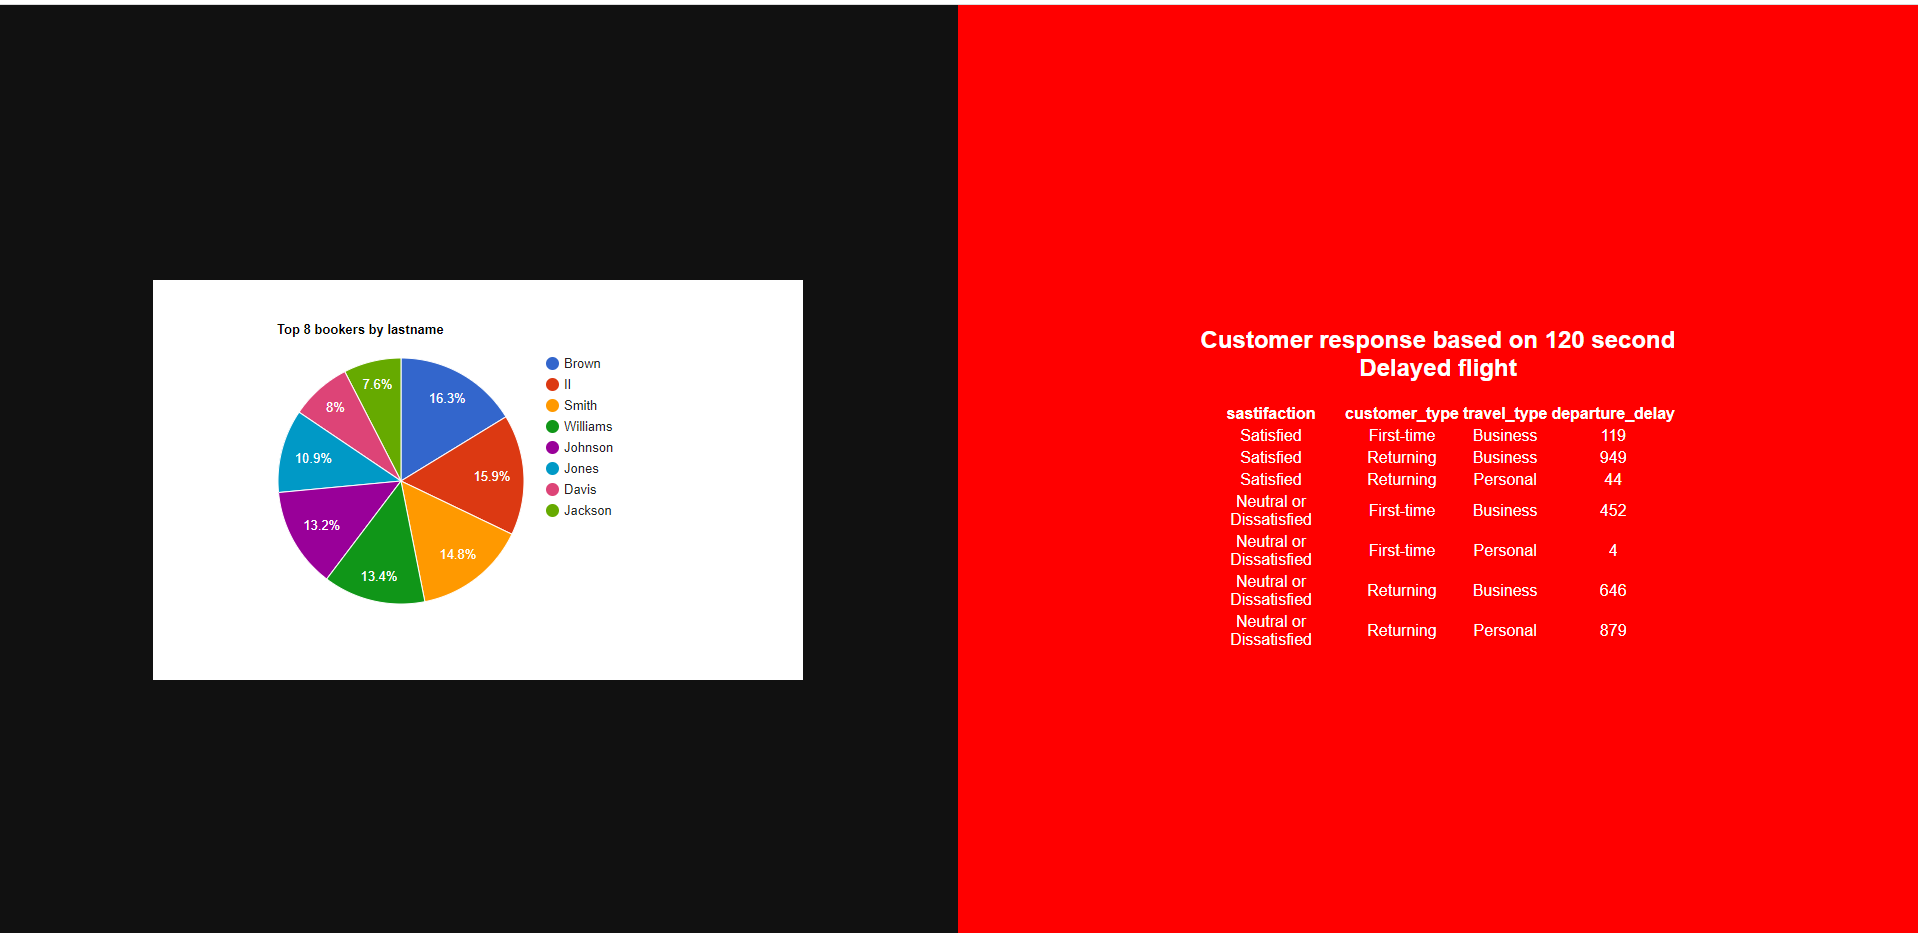 Top 8 bookers by lastname
16.3%
15.9%
14.8%
13.4%
13.2%
10.9%
8%
7.6%
Brown
II
Smith
Williams
Johnson
Jones
Davis
Jackson
Customer response based on 120 second
Delayed flight
sastifaction customer_type travel_type departure_delay
Satisfied First-time Business 119
Satisfied Returning Business 949
Satisfied Returning Personal 44
Neutral or
Dissatisfied First-time Business 452
Neutral or
Dissatisfied First-time Personal 4
Neutral or
Dissatisfied Returning Business 646
Neutral or
Dissatisfied Returning Personal 879